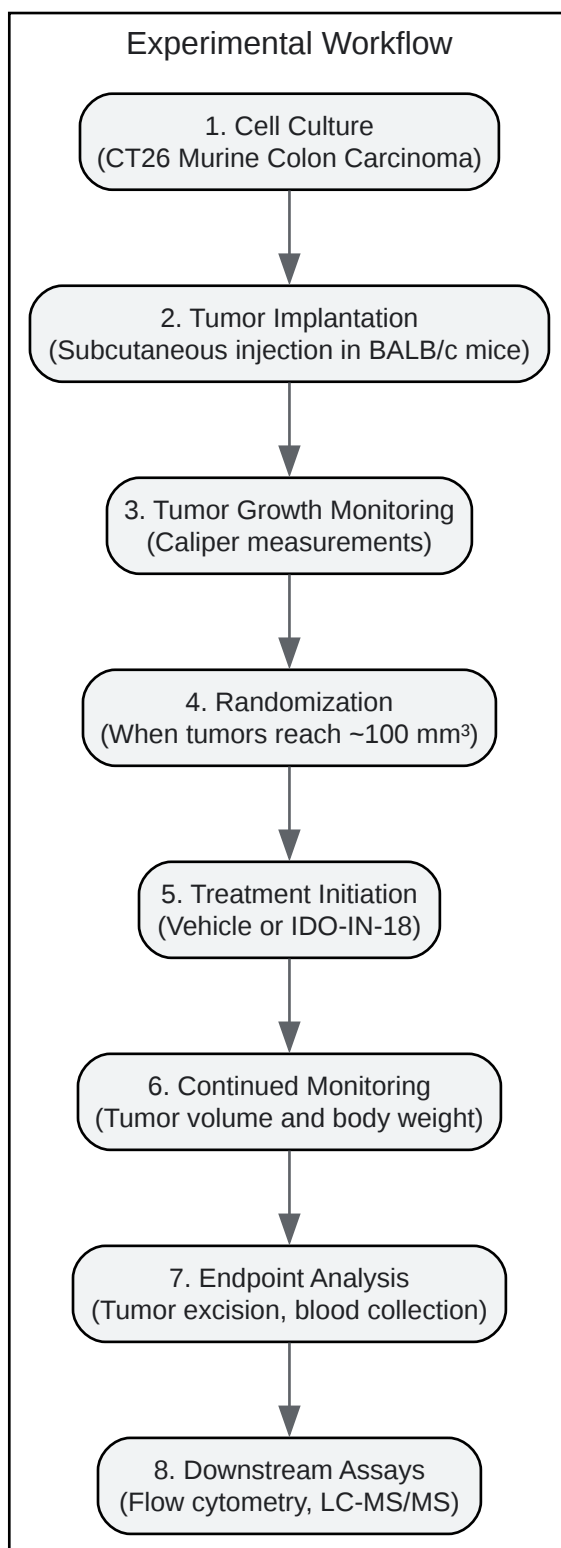 Experimental Workflow
1. Cell Culture
(CT26 Murine Colon Carcinoma)
2. Tumor Implantation
(Subcutaneous injection in BALB/c mice)
3. Tumor Growth Monitoring
(Caliper measurements)
4. Randomization
(When tumors reach ~100 mm³)
5. Treatment Initiation
(Vehicle or IDO-IN-18)
6. Continued Monitoring
(Tumor volume and body weight)
7. Endpoint Analysis
(Tumor excision, blood collection)
8. Downstream Assays
(Flow cytometry, LC-MS/MS)